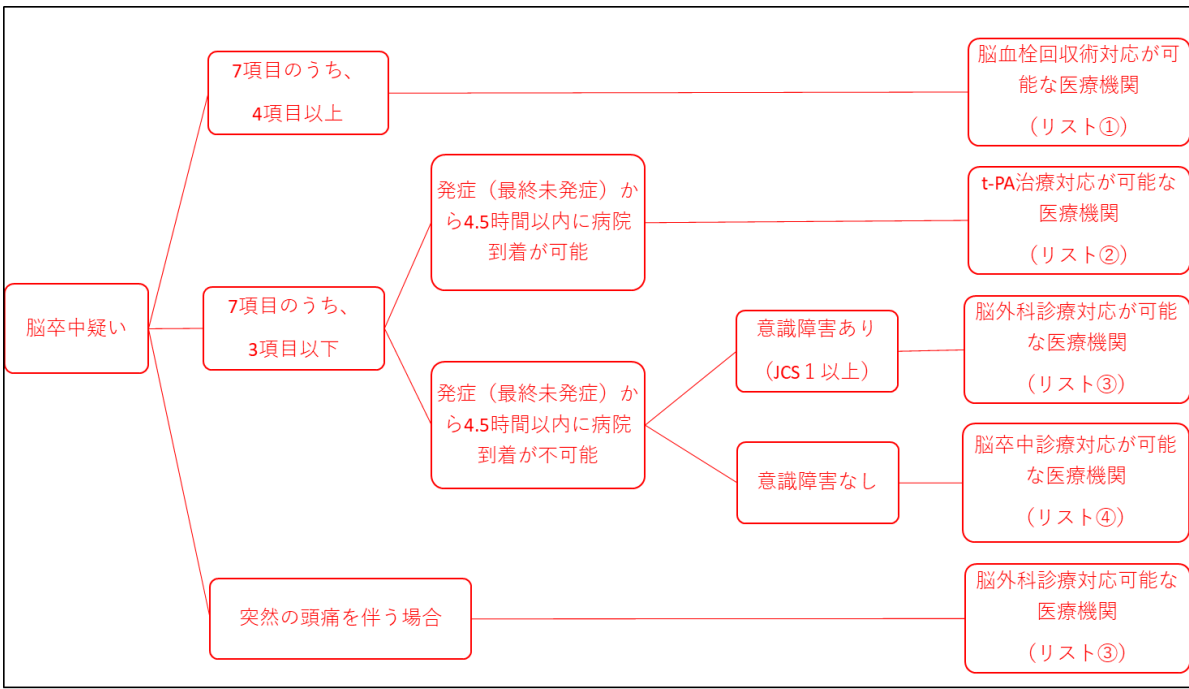 脳卒中疑い
7項目のうち、
4項目以上
脳血栓回収術対応が可
能な医療機関
（リスト①）
7項目のうち、
3項目以下
発症（最終未発症）か
ら4.5時間以内に病院
到着が可能
t-PA治療対応が可能な
医療機関
（リスト②）
発症（最終未発症）か
ら4.5時間以内に病院
到着が不可能
意識障害あり
（JCS１以上）
脳外科診療対応が可能
な医療機関
（リスト③）
意識障害なし
脳卒中診療対応が可能
な医療機関
（リスト④）
突然の頭痛を伴う場合
脳外科診療対応可能な
医療機関
（リスト③）